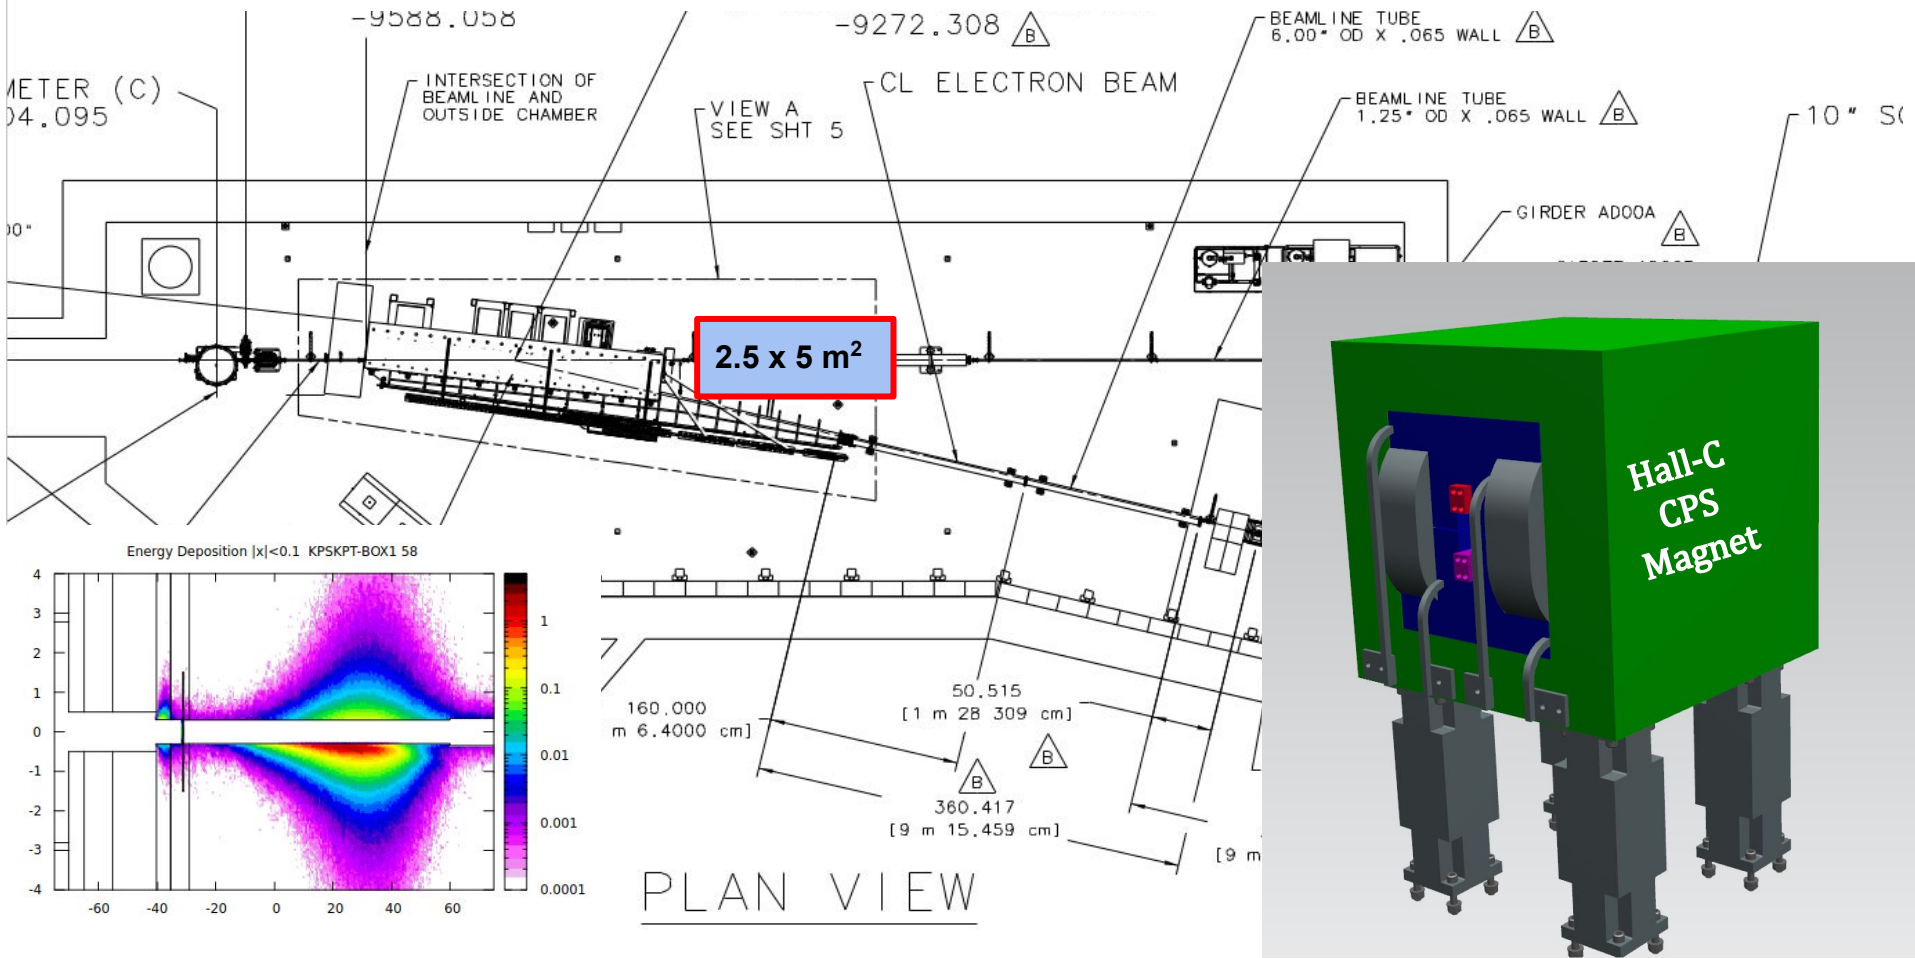 -9588.058
-9272.308
B
BEAMLINE TUBE
6.00" OD X .065 WALL
B
METER (C)
04.095
INTERSECTION OF
BEAMLINE AND
OUTSIDE CHAMBER
VIEW A
SEE SHT 5
CL ELECTRON BEAM
BEAMLINE TUBE
1.25" OD X .065 WALL
B
10"
GIRDER AD00A
B
2.5 x 5 m²
Hall-C
CPS
Magnet
Energy Deposition |x|<0.1 KPSKPT-BOX1 58
4
3
2
1
0
-1
-2
-3
-4
-60
-40
-20
0
20
40
60
1
0.1
0.01
0.001
0.0001
160.000
m 6.4000 cm]
50.515
[1 m 28 309 cm]
B
B
360.417
[9 m 15.459 cm]
[9 m
PLAN VIEW